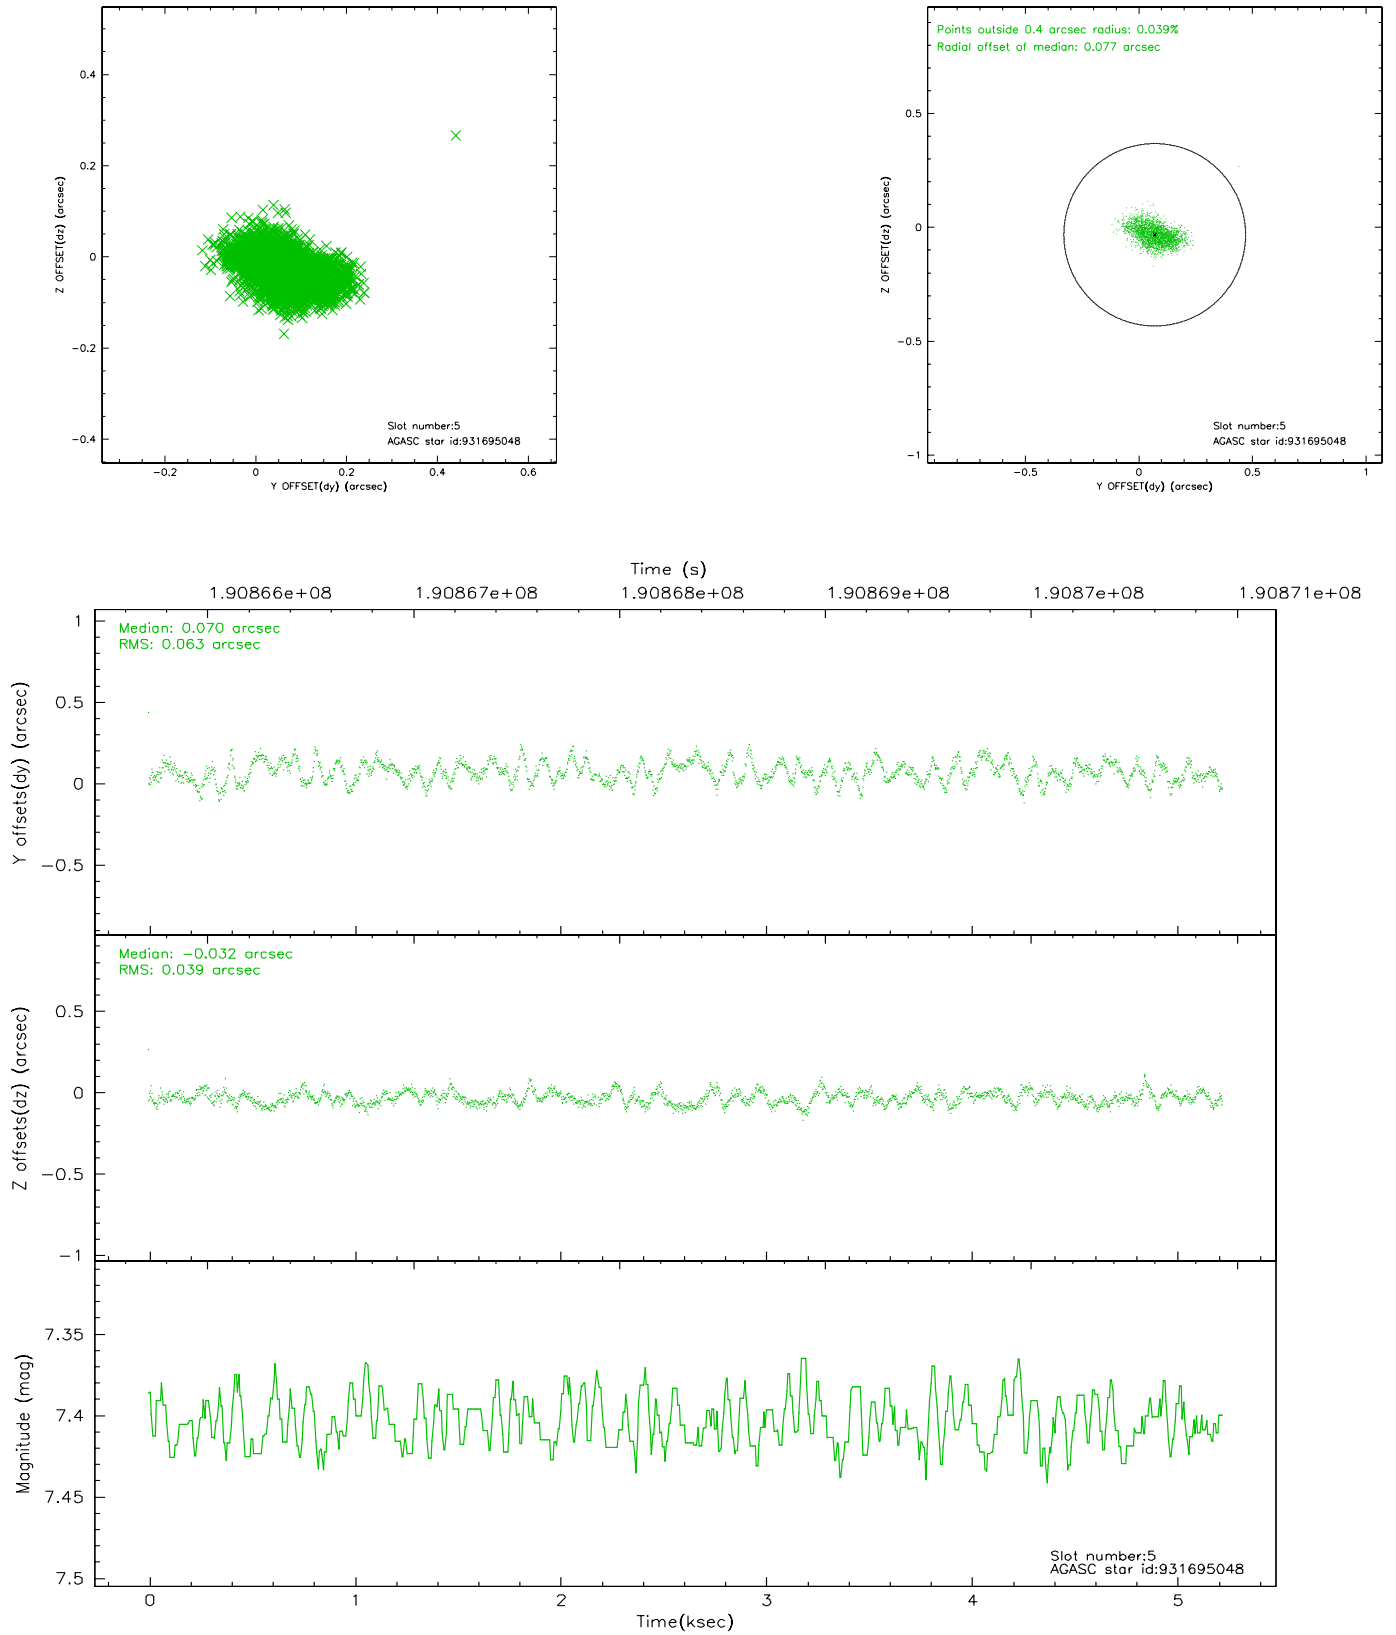 0.4
0.2
0
−0.2
−0.4
Z OFFSET(dz) (arcsec)
Slot number:5
AGASC star id:931695048
−0.2 0 0.2 0.4 0.6
Y OFFSET(dy) (arcsec)
Points outside 0.4 arcsec radius: 0.039%
Radial offset of median: 0.077 arcsec
0.5
0
−0.5
−1
Z OFFSET(dz) (arcsec)
Slot number:5
AGASC star id:931695048
−0.5 0 0.5 1
Y OFFSET(dy) (arcsec)
Time (s)
1.90866e+08 1.90867e+08 1.90868e+08 1.90869e+08 1.9087e+08 1.90871e+08
Median: 0.070 arcsec
RMS: 0.063 arcsec
1
0.5
0
−0.5
Y offsets(dy) (arcsec)
Median: −0.032 arcsec
RMS: 0.039 arcsec
0.5
0
−0.5
−1
Z offsets(dz) (arcsec)
7.35
7.4
7.45
7.5
Magnitude (mag)
Slot number:5
AGASC star id:931695048
0 1 2 3 4 5
Time(ksec)